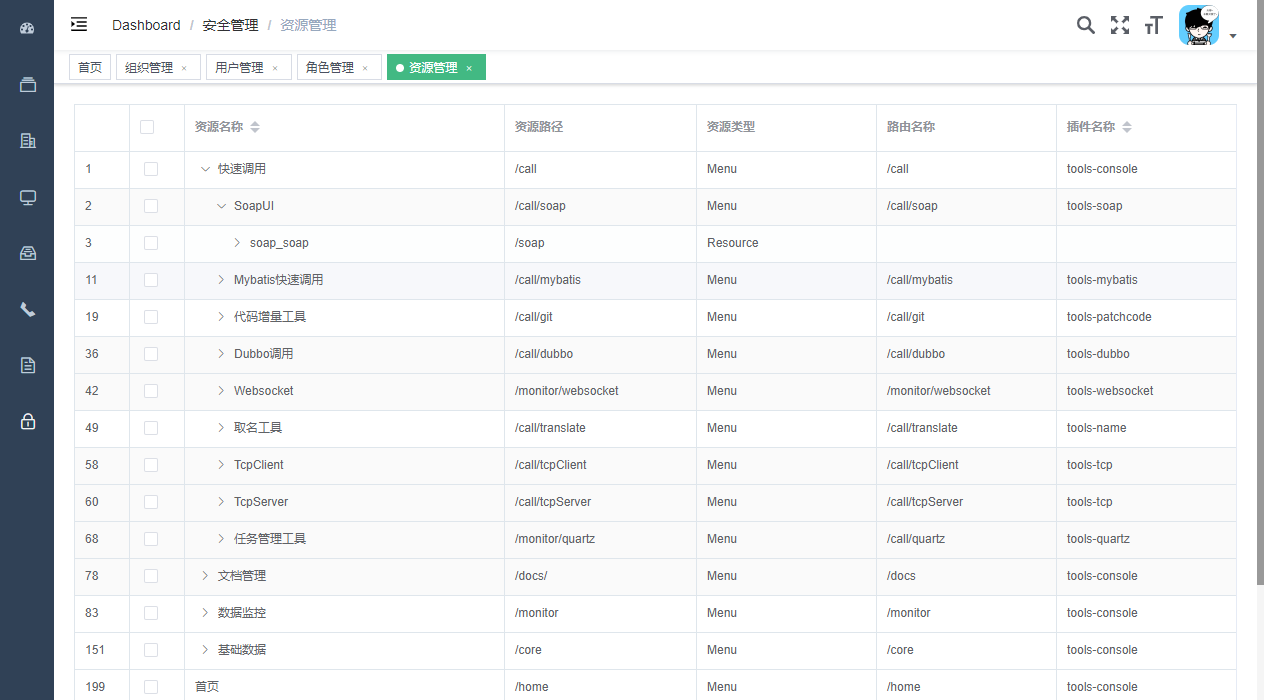 Dashboard / 安全管理 / 资源管理
首页 组织管理 × 用户管理 × 角色管理 × 资源管理 ×
资源名称 资源路径 资源类型 路由名称 插件名称
1 快速调用 /call Menu /call tools-console
2 SoapUI /call/soap Menu /call/soap tools-soap
3 soap_soap /soap Resource
11 Mybatis快速调用 /call/mybatis Menu /call/mybatis tools-mybatis
19 代码增量工具 /call/git Menu /call/git tools-patchcode
36 Dubbo调用 /call/dubbo Menu /call/dubbo tools-dubbo
42 Websocket /monitor/websocket Menu /monitor/websocket tools-websocket
49 取名工具 /call/translate Menu /call/translate tools-name
58 TcpClient /call/tcpClient Menu /call/tcpClient tools-tcp
60 TcpServer /call/tcpServer Menu /call/tcpServer tools-tcp
68 任务管理工具 /monitor/quartz Menu /call/quartz tools-quartz
78 文档管理 /docs/ Menu /docs tools-console
83 数据监控 /monitor Menu /monitor tools-console
151 基础数据 /core Menu /core tools-console
199 首页 /home Menu /home tools-console